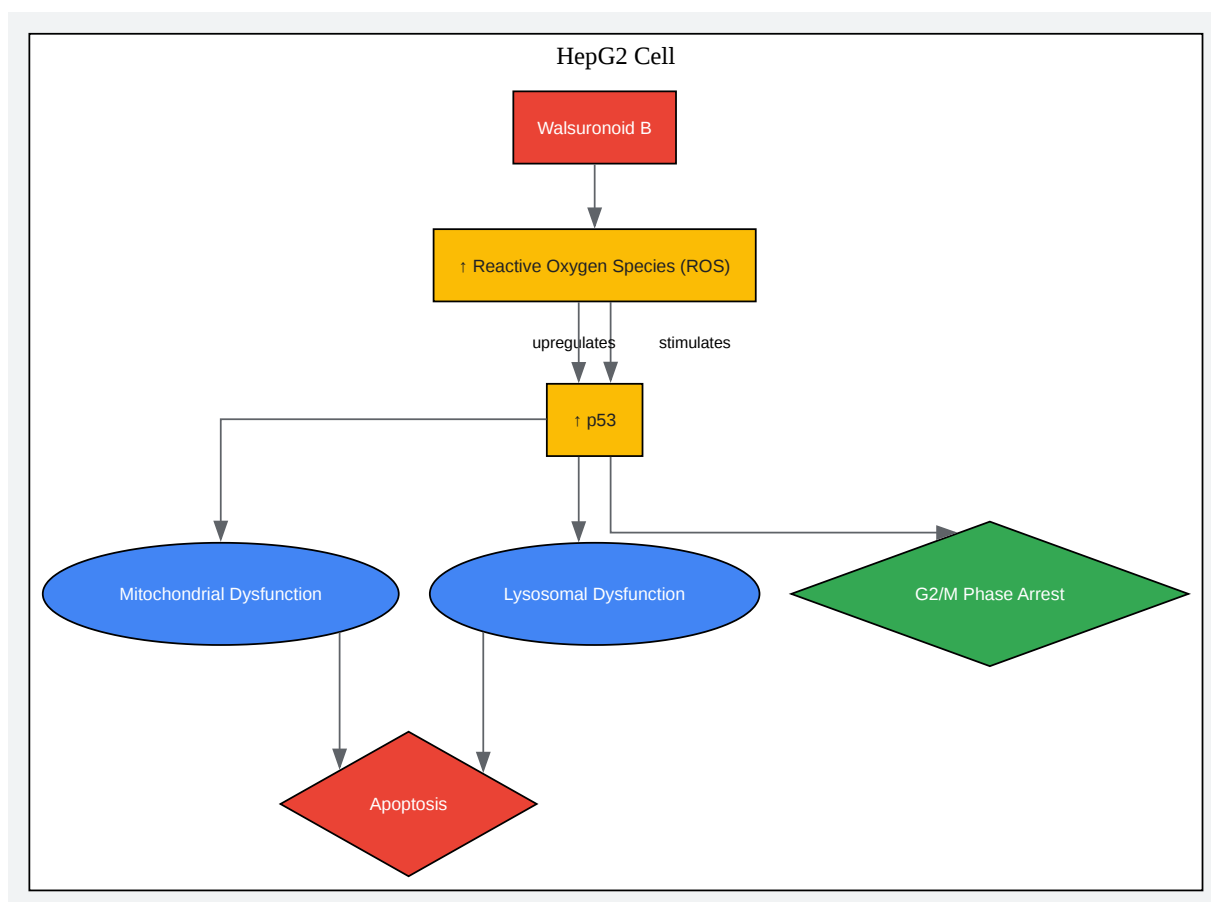 HepG2 Cell
Walsuronoid B
↑ Reactive Oxygen Species (ROS)
upregulates
stimulates
↑ p53
Mitochondrial Dysfunction
Lysosomal Dysfunction
G2/M Phase Arrest
Apoptosis